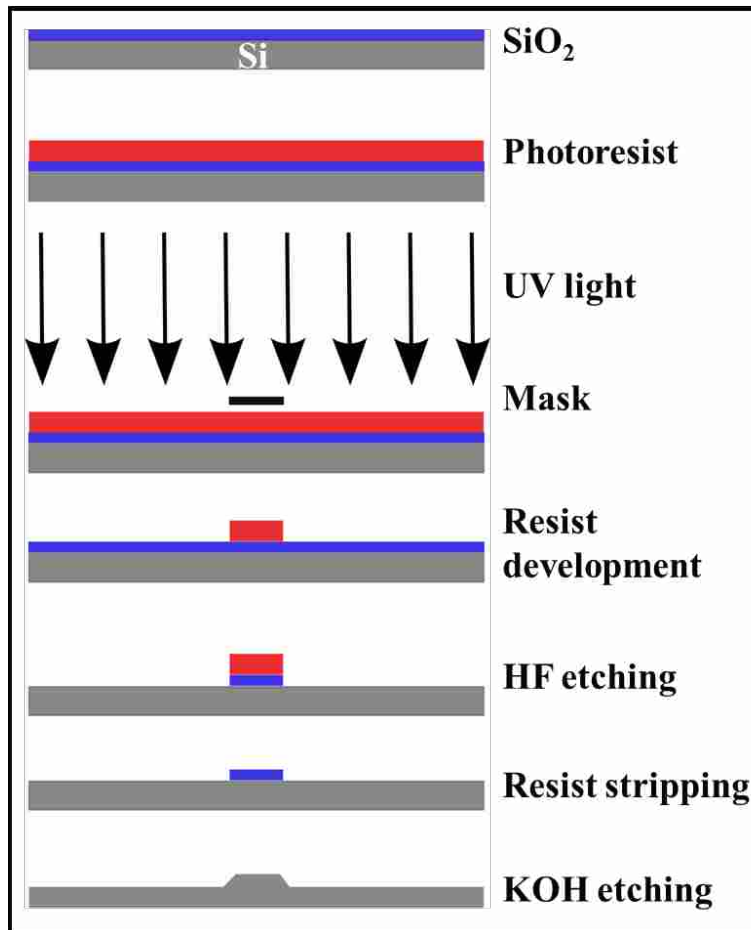 SiO₂
Si
Photoresist
UV light
Mask
Resist
development
HF etching
Resist stripping
KOH etching